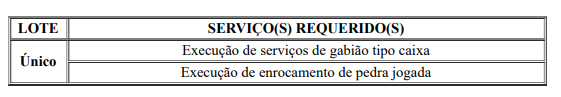 LOTE SERVIÇO(S) REQUERIDO(S)
Único
Execução de serviços de gabião tipo caixa
Execução de enrocamento de pedra jogada